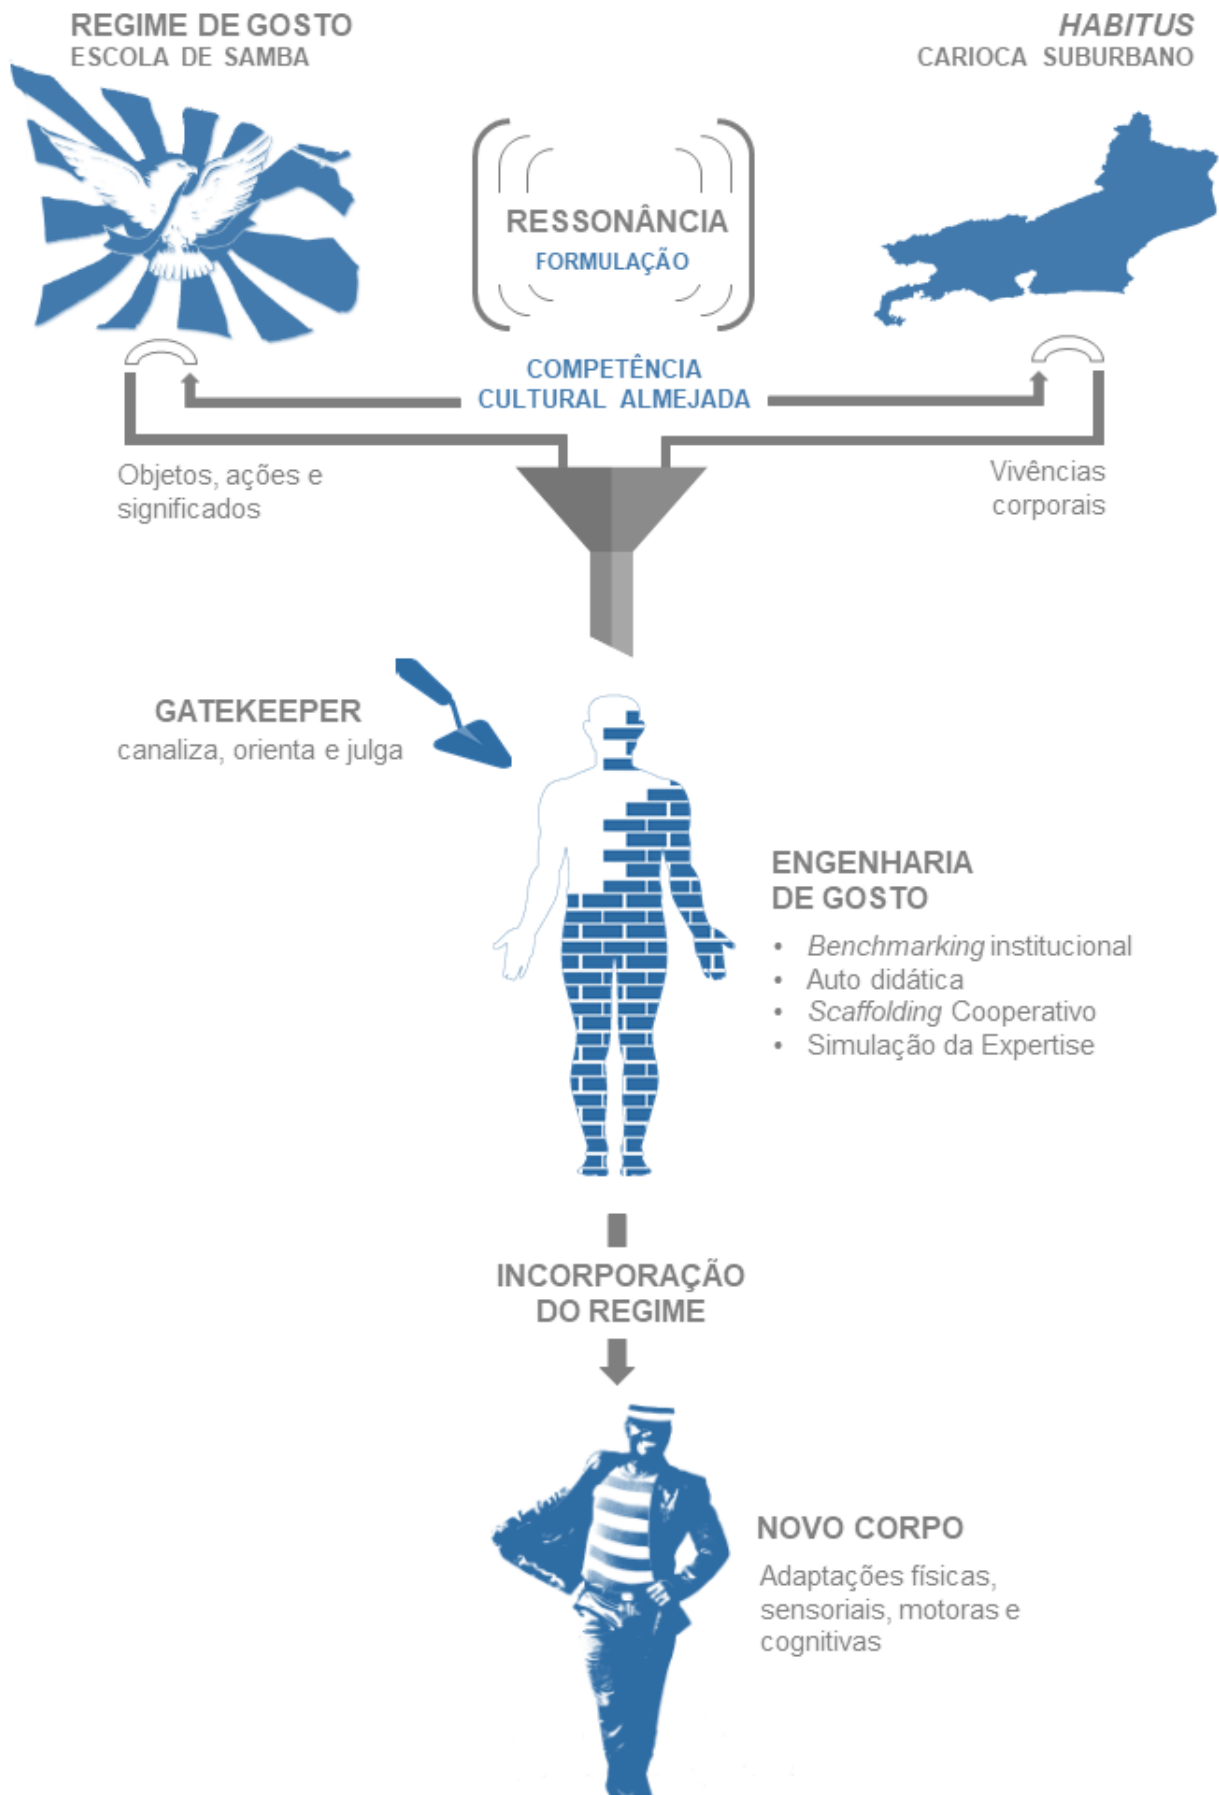 REGIME DE GOSTO
ESCOLA DE SAMBA
HABITUS
CARIOCA SUBURBANO
RESSONÂNCIA
FORMULAÇÃO
COMPETÊNCIA
CULTURAL ALMEJADA
Objetos, ações e
significados
Vivências
corporais
GATEKEEPER
canaliza, orienta e julga
ENGENHARIA
DE GOSTO
• Benchmarking institucional
• Auto didática
• Scaffolding Cooperativo
• Simulação da Expertise
INCORPORAÇÃO
DO REGIME
NOVO CORPO
Adaptações físicas,
sensoriais, motoras e
cognitivas